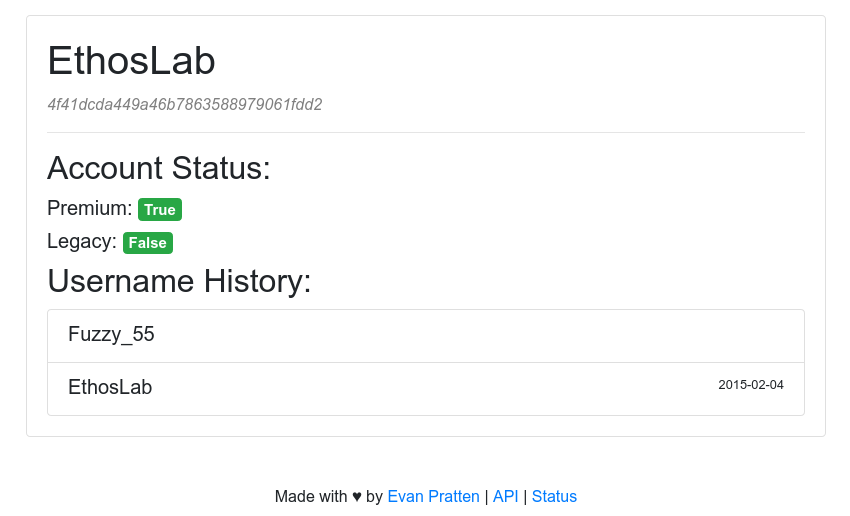 EthosLab
4f41dcda449a46b7863588979061fdd2
Account Status:
Premium: True
Legacy: False
Username History:
Fuzzy_55
EthosLab 2015-02-04
Made with ♥ by Evan Pratten | API | Status